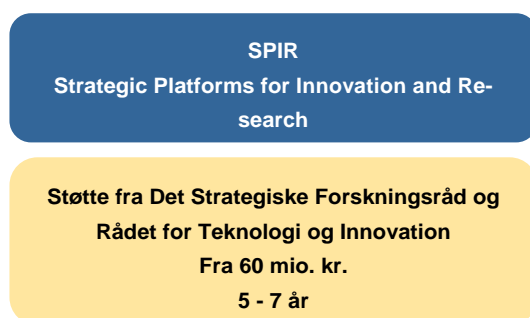 SPIR
Strategic Platforms for Innovation and Re-
search
Støtte fra Det Strategiske Forskningsråd og
Rådet for Teknologi og Innovation
Fra 60 mio. kr.
5 - 7 år